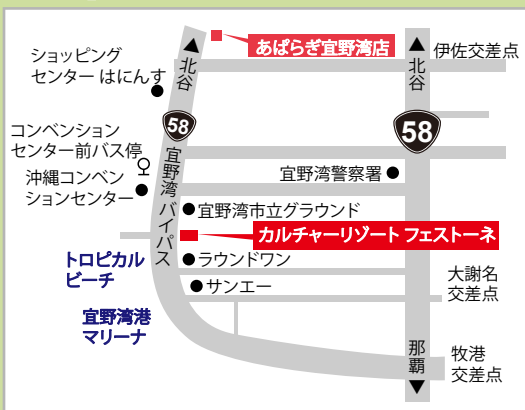 あぱらぎ宜野湾店
ショッピング
センター はにんす
▲北谷
▲北谷
伊佐交差点
58
58
コンベンション
センター前バス停
宜野湾バイパス
宜野湾警察署
沖縄コンベン
ションセンター
宜野湾市立グラウンド
カルチャーリゾート フェストーネ
トロピカル
ビーチ
ラウンドワン
サンエー
大謝名
交差点
宜野湾港
マリーナ
那覇▼
牧港
交差点